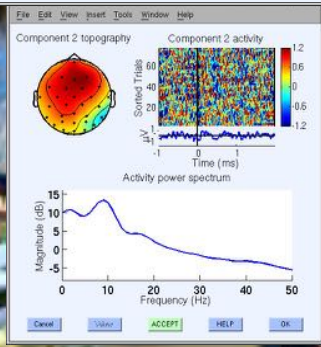 File Edit View Insert Tools Window Help
Component 2 topography
Component 2 activity
Sorted Trials
60
40
20
1.2
0.6
0
-0.6
-1.2
μV
1
-1
-1 0 1
Time (ms)
Activity power spectrum
Magnitude (dB)
15
10
5
0
-5
0 10 20 30 40 50
Frequency (Hz)
Cancel Values ACCEPT HELP OK